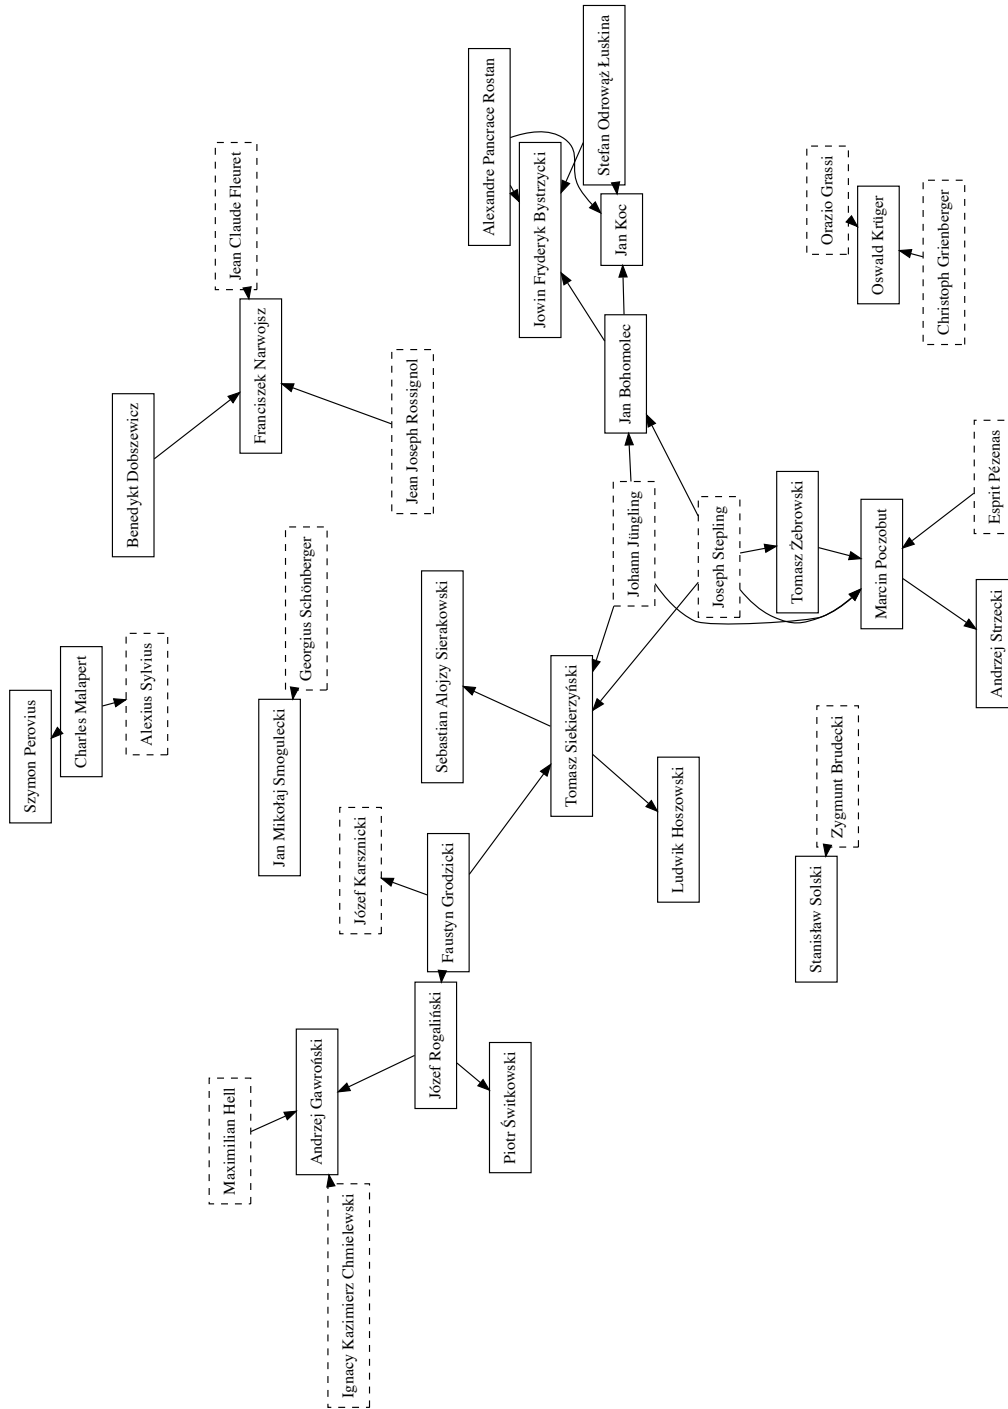 Szymon Perovius
Charles Malapert
Alexius Sylvius
Benedykt Dobszewicz
Jean Claude Fleuret
Franciszek Narwojsz
Jean Joseph Rossignol
Georgius Schönberger
Jan Mikołaj Smogulecki
Maximilian Hell
Andrzej Gawroński
Ignacy Kazimierz Chmielewski
Józef Karsznicki
Faustyn Grodzicki
Józef Rogaliński
Piotr Świtkowski
Sebastian Alojzy Sierakowski
Tomasz Siekierzyński
Ludwik Hoszowski
Alexandre Pancrace Rostan
Jowin Fryderyk Bystrzycki
Stefan Odrowąż Łuskina
Jan Koc
Jan Bohomolec
Johann Jüngling
Joseph Stepling
Tomasz Żebrowski
Marcin Poczobut
Esprit Pézenas
Andrzej Strzecki
Zygmunt Brudecki
Stanisław Solski
Orazio Grassi
Oswald Krüger
Christoph Grienberger